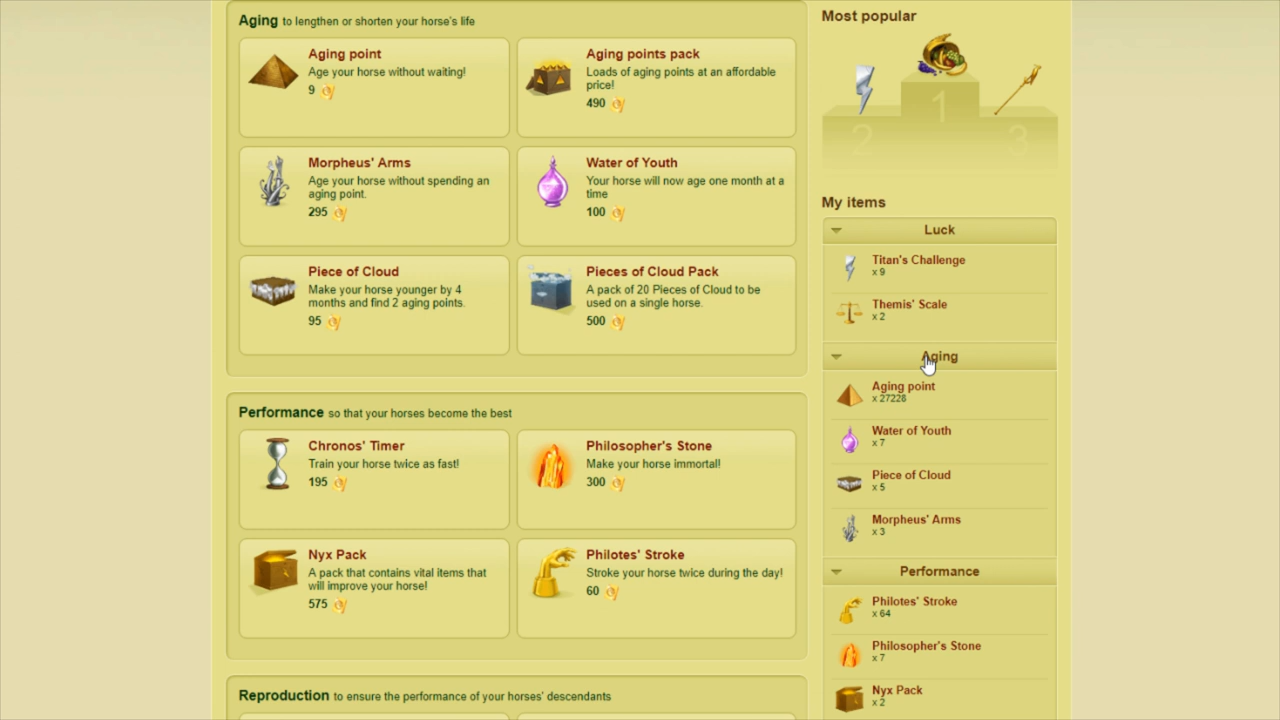 Aging to lengthen or shorten your horse's life
Aging point
Age your horse without waiting!
9
Aging points pack
Loads of aging points at an affordable
price!
490
Morpheus' Arms
Age your horse without spending an
aging point.
295
Water of Youth
Your horse will now age one month at a
time
100
Piece of Cloud
Make your horse younger by 4
months and find 2 aging points.
95
Pieces of Cloud Pack
A pack of 20 Pieces of Cloud to be
used on a single horse.
500
Performance so that your horses become the best
Chronos' Timer
Train your horse twice as fast!
195
Philosopher's Stone
Make your horse immortal!
300
Nyx Pack
A pack that contains vital items that
will improve your horse!
575
Philotes' Stroke
Stroke your horse twice during the day!
60
Reproduction to ensure the performance of your horses' descendants
Most popular
1
2
3
My items
Luck
Titan's Challenge
x 9
Themis' Scale
x 2
Aging
Aging point
x 27228
Water of Youth
x 7
Piece of Cloud
x 5
Morpheus' Arms
x 3
Performance
Philotes' Stroke
x 64
Philosopher's Stone
x 7
Nyx Pack
x 2